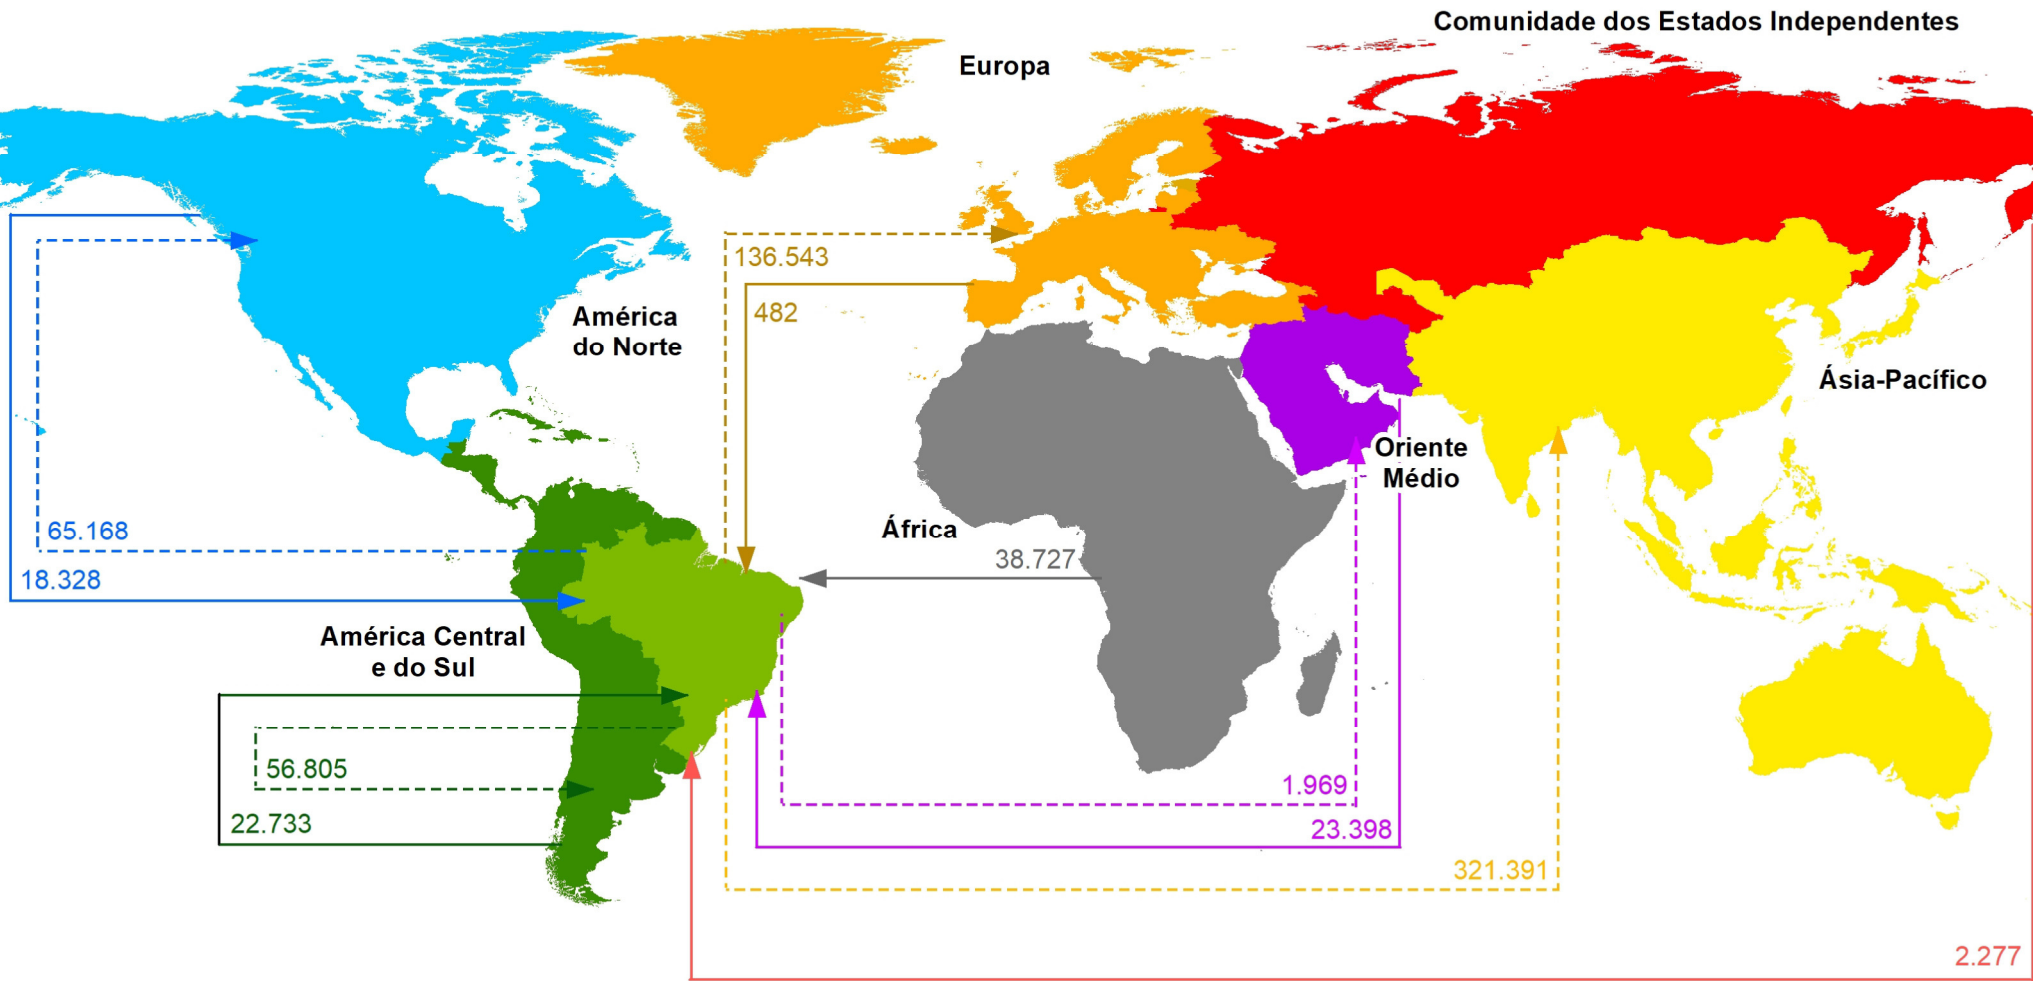 Comunidade dos Estados Independentes
Europa
136.543
482
América
do Norte
Ásia-Pacífico
Oriente
Médio
65.168
África
38.727
18.328
América Central
e do Sul
56.805
1.969
22.733
23.398
321.391
2.277